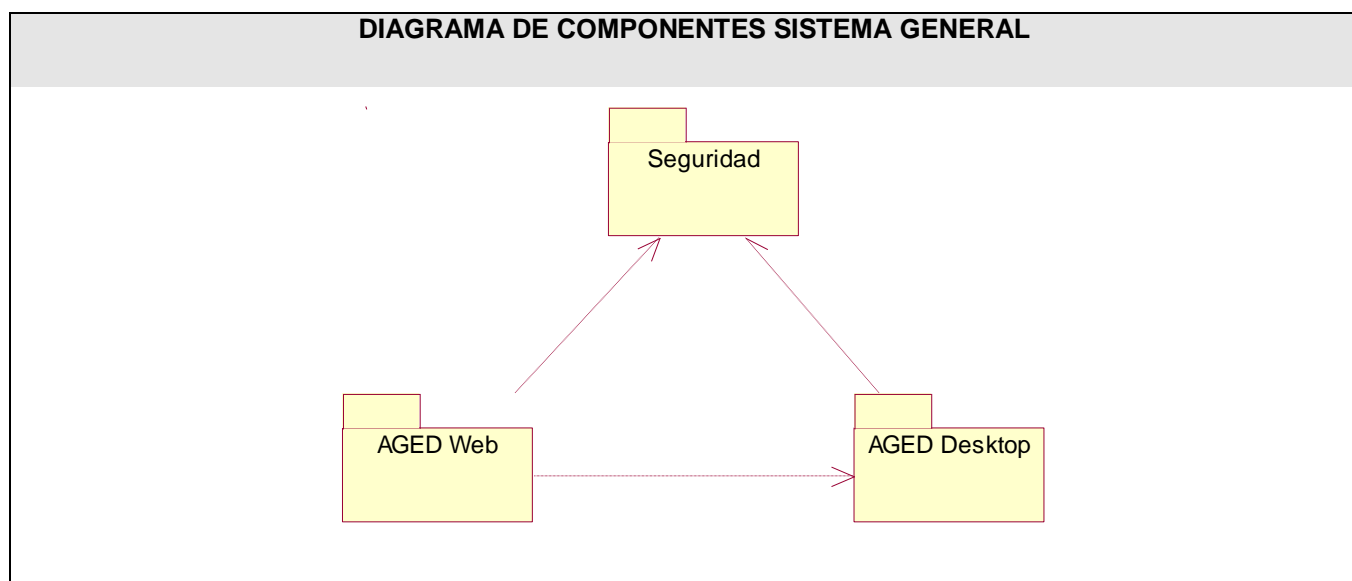 DIAGRAMA DE COMPONENTES SISTEMA GENERAL
Seguridad
AGED Web
AGED Desktop